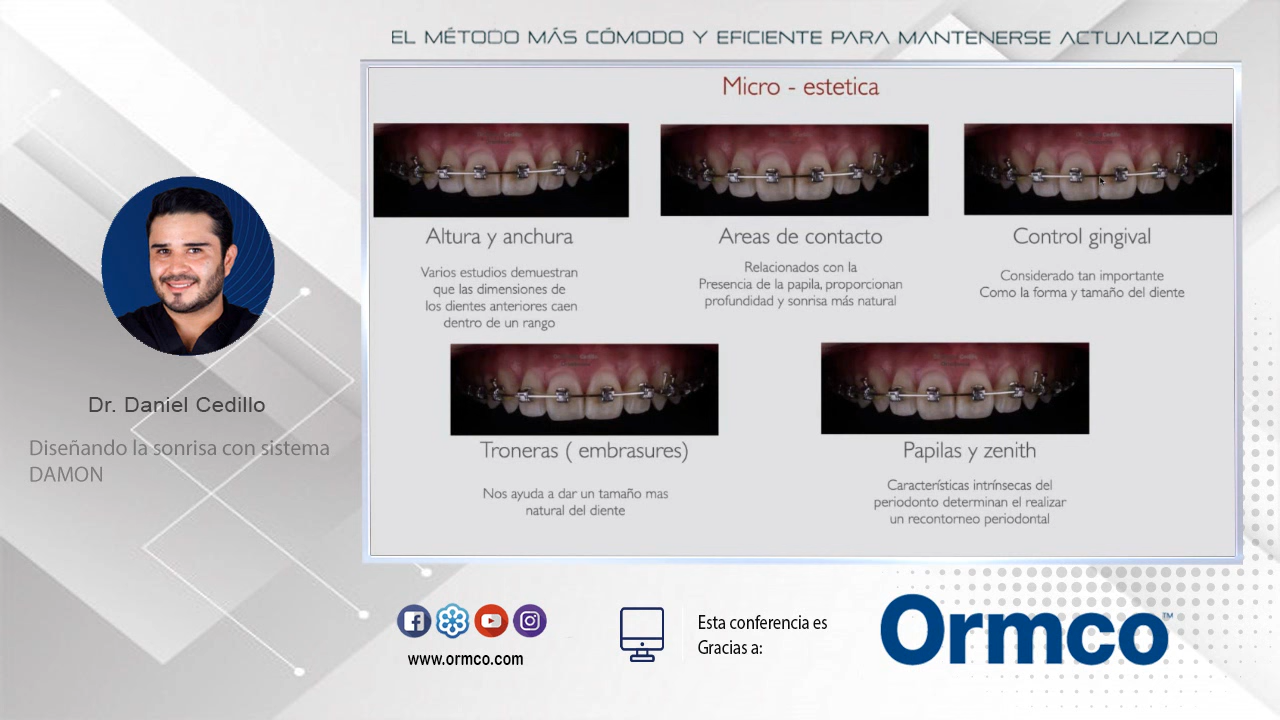 EL MÉTODO MÁS CÓMODO Y EFICIENTE PARA MANTENERSE ACTUALIZADO
Micro - estetica
Altura y anchura
Varios estudios demuestran
que las dimensiones de
los dientes anteriores caen
dentro de un rango
Areas de contacto
Relacionados con la
Presencia de la papila, proporcionan
profundidad y sonrisa más natural
Control gingival
Considerado tan importante
Como la forma y tamaño del diente
Troneras ( embrasures)
Nos ayuda a dar un tamaño mas
natural del diente
Papilas y zenith
Características intrínsecas del
periodonto determinan el realizar
un recontorneo periodontal
Dr. Daniel Cedillo
Diseñando la sonrisa con sistema
DAMON
www.ormco.com
Esta conferencia es
Gracias a:
Ormco™